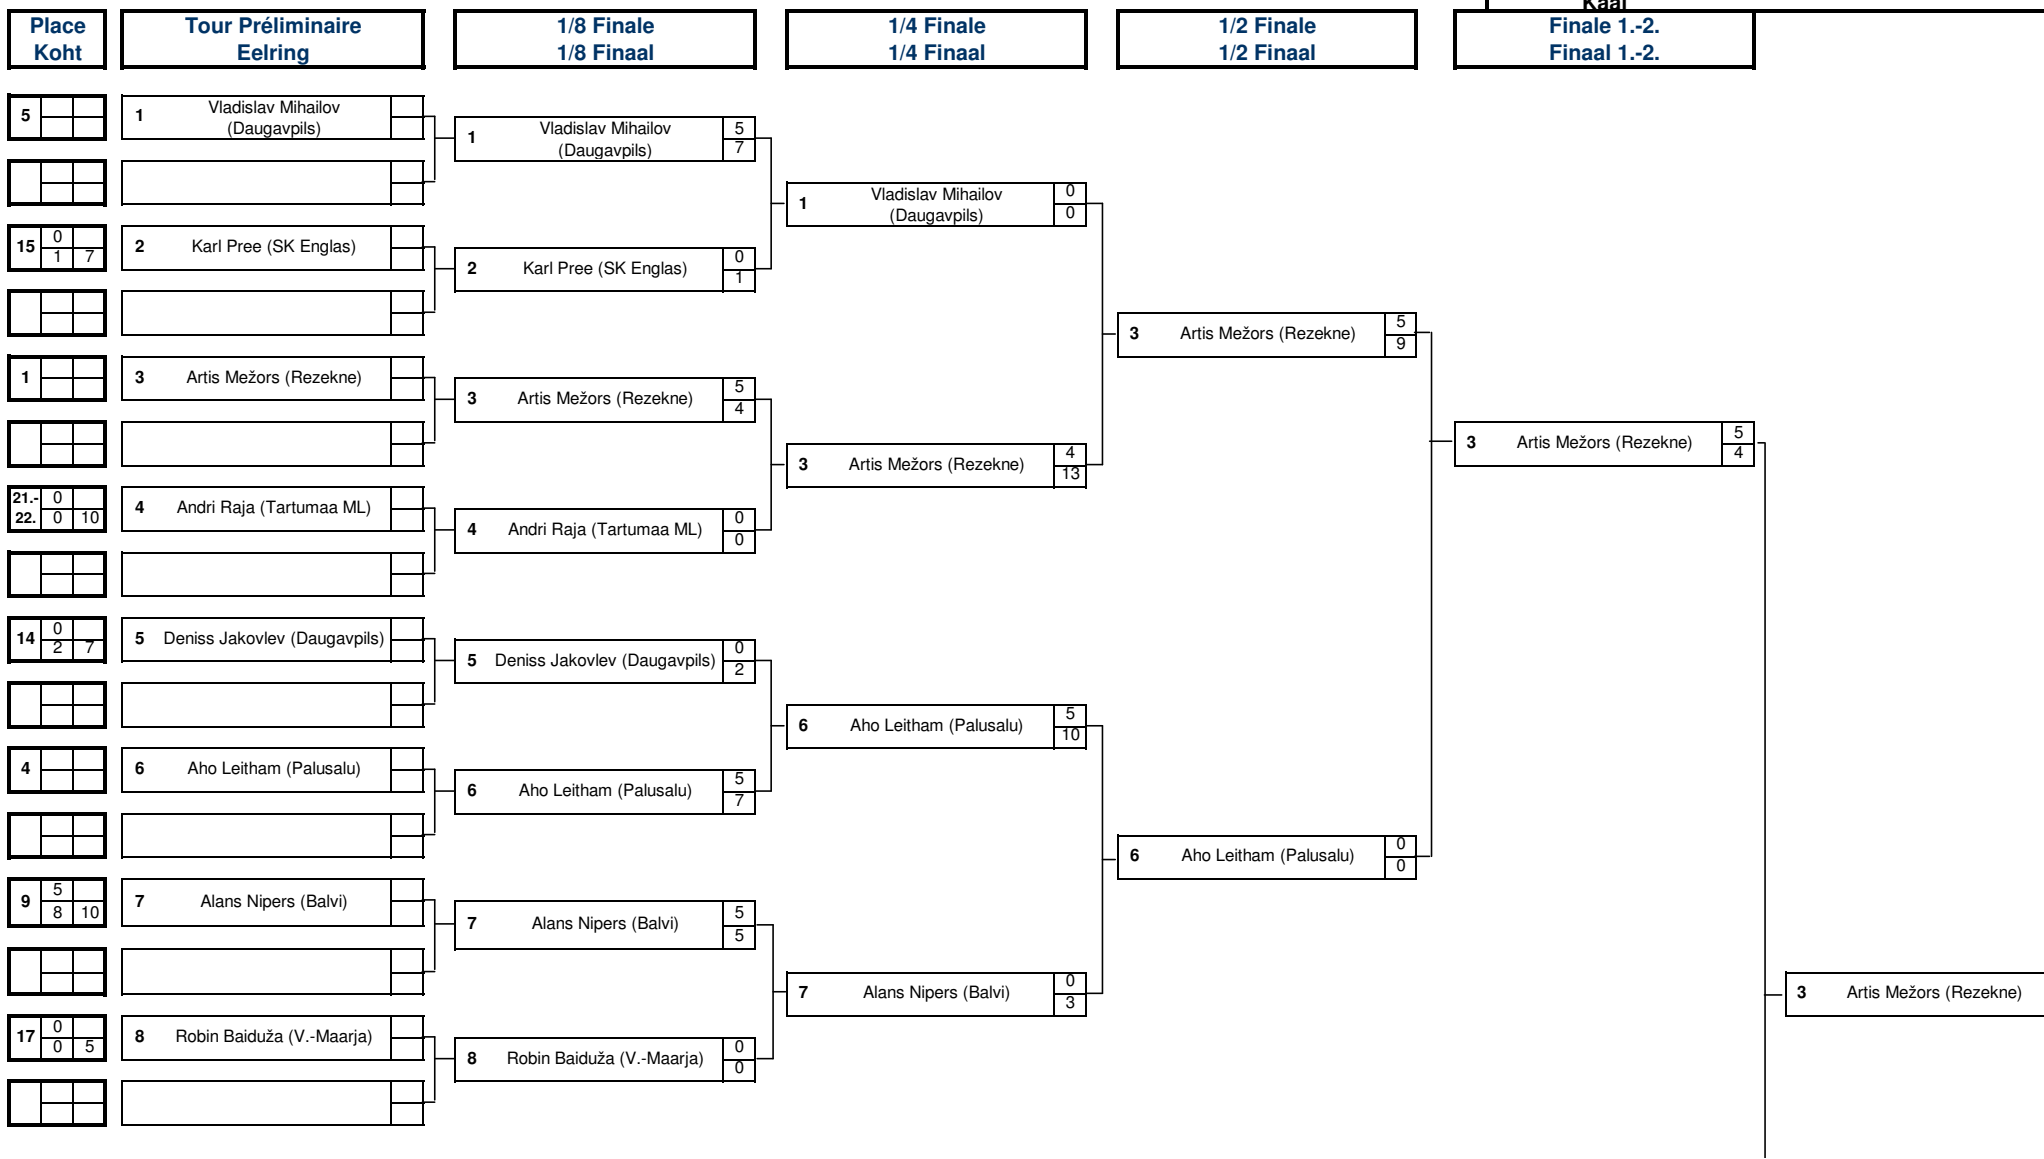 Kaal
Place
Koht
Tour Préliminaire
Eelring
1/8 Finale
1/8 Finaal
1/4 Finale
1/4 Finaal
1/2 Finale
1/2 Finaal
Finale 1.-2.
Finaal 1.-2.
5
1 Vladislav Mihailov
(Daugavpils)
1 Vladislav Mihailov 5
(Daugavpils) 7
1 Vladislav Mihailov 0
(Daugavpils) 0
15 0
1 7
2 Karl Pree (SK Englas)
2 Karl Pree (SK Englas) 0
1
3 Artis Mežors (Rezekne) 5
9
1
3 Artis Mežors (Rezekne)
3 Artis Mežors (Rezekne) 5
4
3 Artis Mežors (Rezekne) 4
13
3 Artis Mežors (Rezekne) 5
4
21.- 0
22. 0 10
4 Andri Raja (Tartumaa ML)
4 Andri Raja (Tartumaa ML) 0
0
14 0
2 7
5 Deniss Jakovlev (Daugavpils)
5 Deniss Jakovlev (Daugavpils) 0
2
6 Aho Leitham (Palusalu) 5
10
4
6 Aho Leitham (Palusalu)
6 Aho Leitham (Palusalu) 5
7
6 Aho Leitham (Palusalu) 0
0
9 5
8 10
7 Alans Nipers (Balvi)
7 Alans Nipers (Balvi) 5
5
7 Alans Nipers (Balvi) 0
3
3 Artis Mežors (Rezekne)
17 0
0 5
8 Robin Baiduža (V.-Maarja)
8 Robin Baiduža (V.-Maarja) 0
0